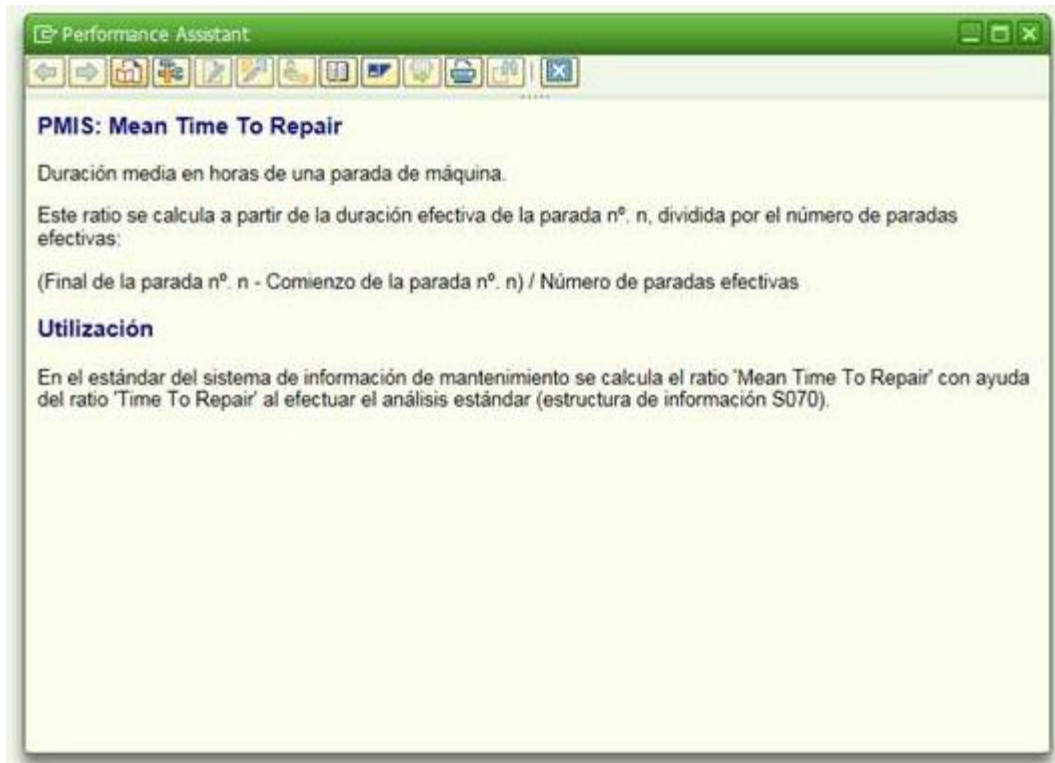 Performance Assistant
PMIS: Mean Time To Repair
Duración media en horas de una parada de máquina.
Este ratio se calcula a partir de la duración efectiva de la parada nº. n, dividida por el número de paradas
efectivas:
(Final de la parada nº. n - Comienzo de la parada nº. n) / Número de paradas efectivas
Utilización
En el estándar del sistema de información de mantenimiento se calcula el ratio 'Mean Time To Repair' con ayuda
del ratio 'Time To Repair' al efectuar el análisis estándar (estructura de información S070).